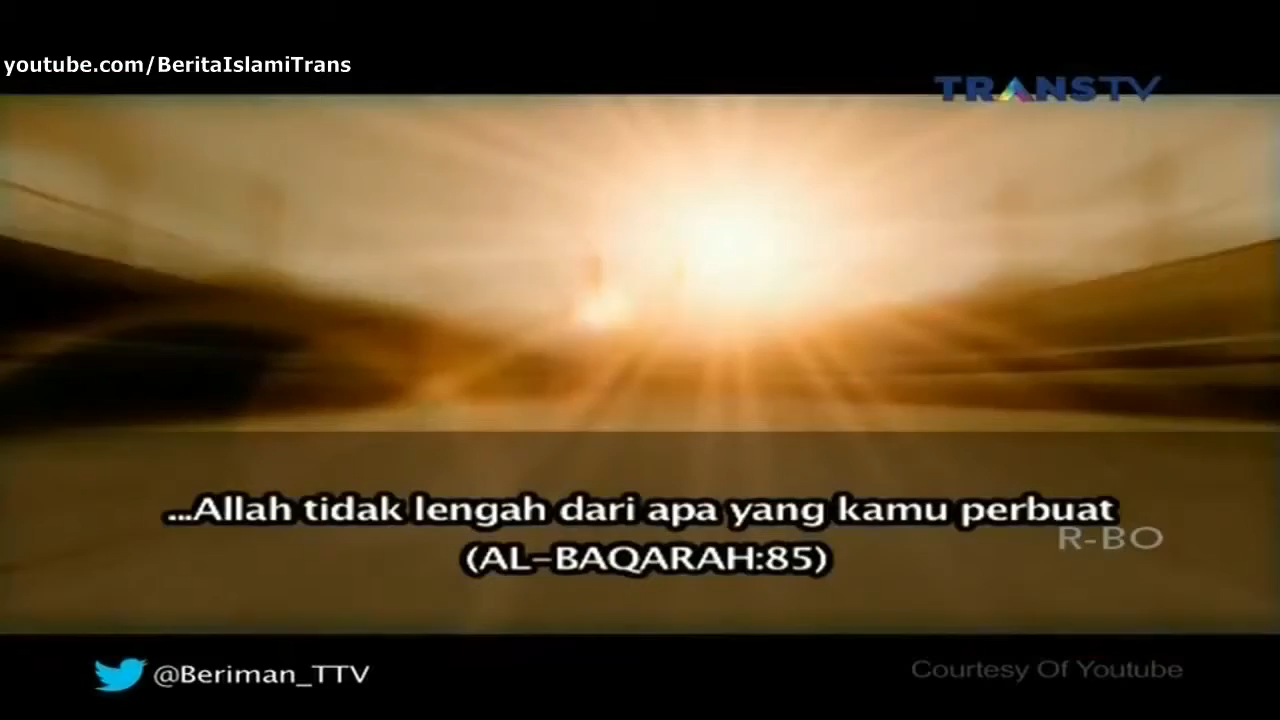 youtube.com/BeritaIslamiTrans
TRANSTV
...Allah tidak lengah dari apa yang kamu perbuat
R-BO
(AL-BAQARAH:85)
@Beriman_TTV
Courtesy Of Youtube